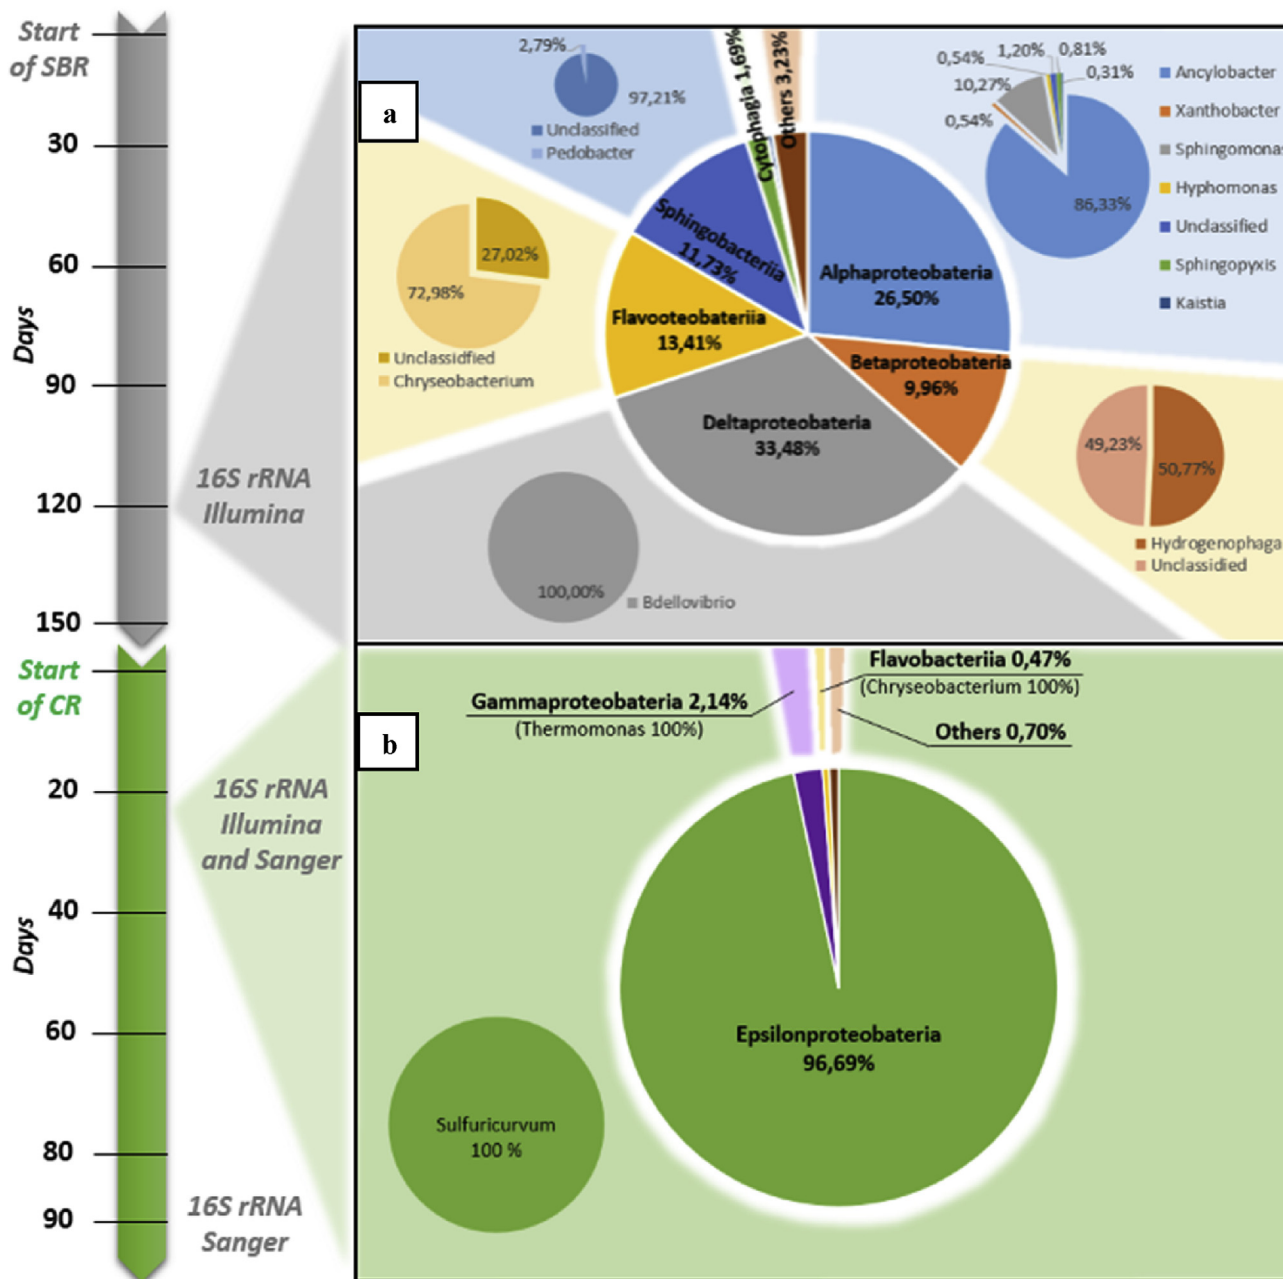 Start
of SBR
30
60
Days
90
120
150
16S rRNA
Illumina
Start
of CR
20
40
Days
60
80
90
16S rRNA
Illumina
and Sanger
16S rRNA
Sanger
a
2,79%
97,21%
Unclassified
Pedobacter
Cytophagia 1,69%
Others 3,23%
0,54%
1,20%
0,81%
0,31%
10,27%
0,54%
86,33%
Ancylobacter
Xanthobacter
Sphingomonas
Hyphomonas
Unclassified
Sphingopyxis
Kaistia
27,02%
72,98%
Unclassidfied
Chryseobacterium
Sphingobacteriia
11,73%
Alphaproteobateria
26,50%
Flavooteobateriia
13,41%
Betaproteobateria
9,96%
Deltaproteobateria
33,48%
49,23%
50,77%
Hydrogenophaga
Unclassidied
100,00%
Bdellovibrio
b
Flavobacteriia 0,47%
(Chryseobacterium 100%)
Gammaproteobateria 2,14%
(Thermomonas 100%)
Others 0,70%
Epsilonproteobateria
96,69%
Sulfuricurvum
100 %